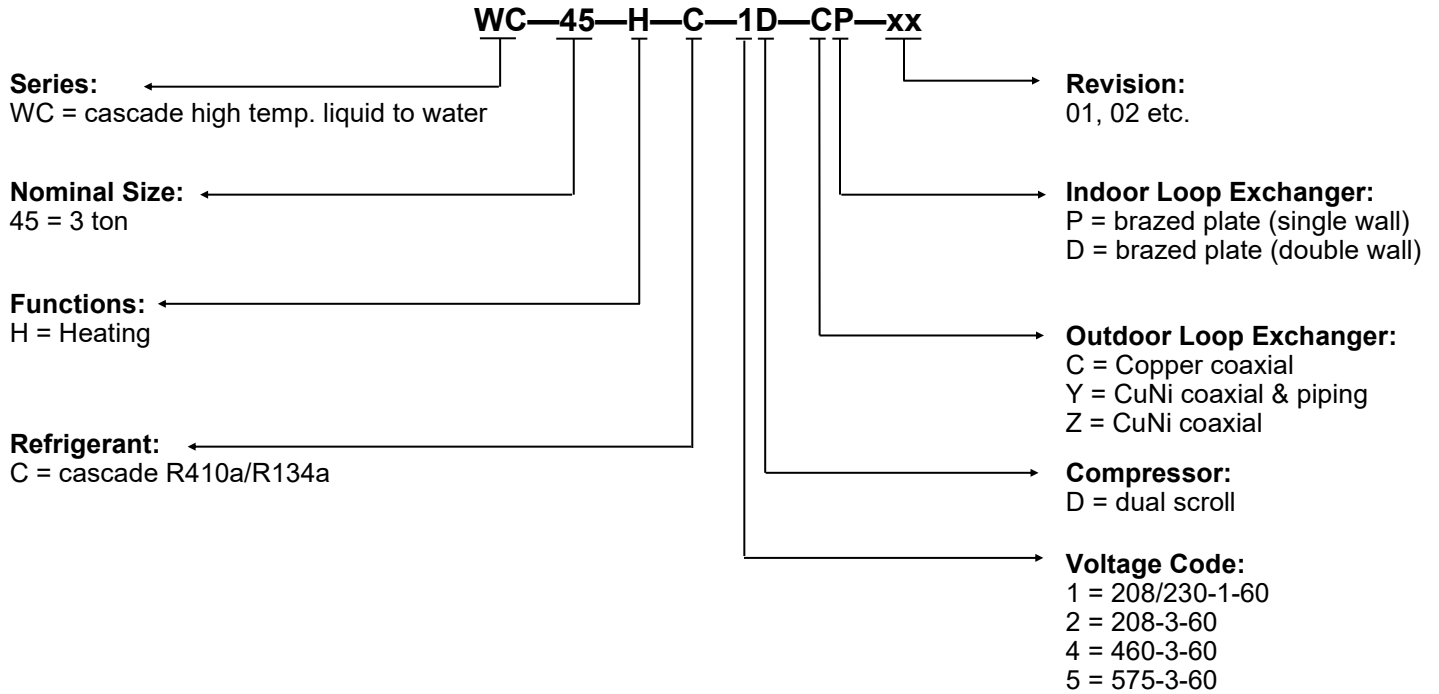 WC—45—H—C—1D—CP—xx
Series:
WC = cascade high temp. liquid to water
Nominal Size:
45 = 3 ton
Functions:
H = Heating
Refrigerant:
C = cascade R410a/R134a
Revision:
01, 02 etc.
Indoor Loop Exchanger:
P = brazed plate (single wall)
D = brazed plate (double wall)
Outdoor Loop Exchanger:
C = Copper coaxial
Y = CuNi coaxial & piping
Z = CuNi coaxial
Compressor:
D = dual scroll
Voltage Code:
1 = 208/230-1-60
2 = 208-3-60
4 = 460-3-60
5 = 575-3-60